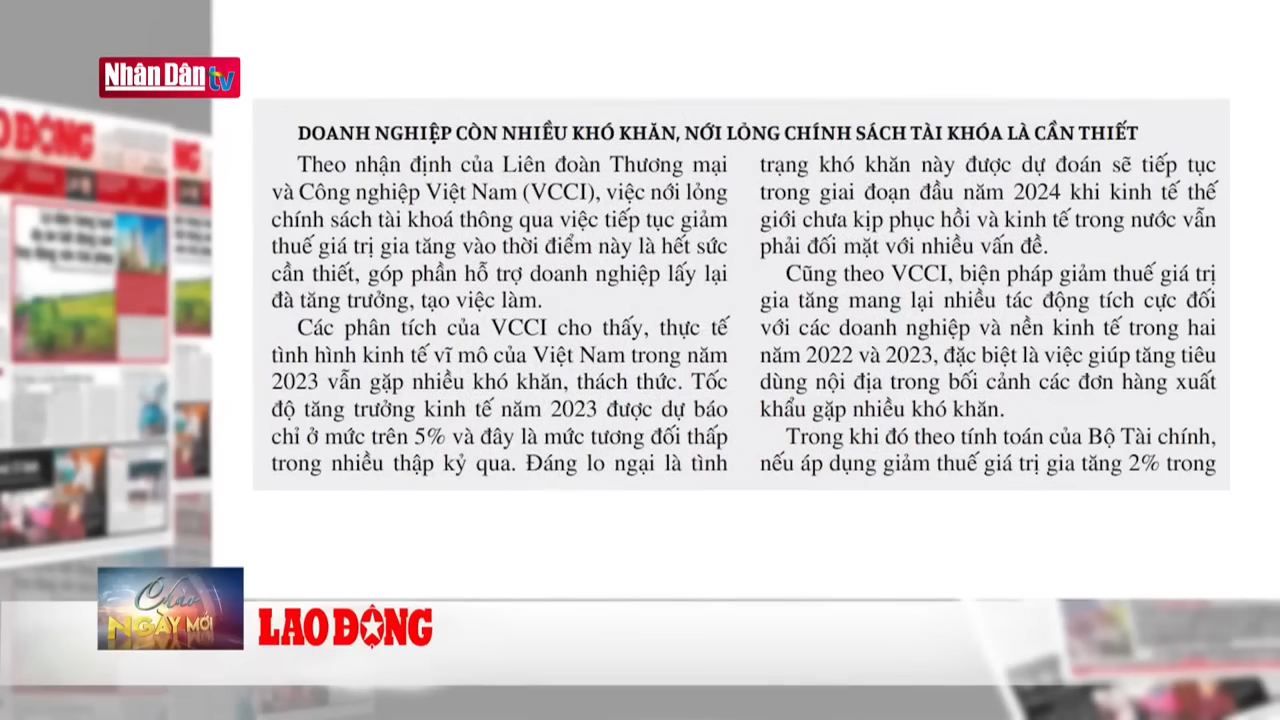 Nhân Dân tv
LAO ĐỘNG
DOANH NGHIỆP CÒN NHIỀU KHÓ KHĂN, NỚI LỎNG CHÍNH SÁCH TÀI KHÓA LÀ CẦN THIẾT
Theo nhận định của Liên đoàn Thương mại
và Công nghiệp Việt Nam (VCCI), việc nới lỏng
chính sách tài khoá thông qua việc tiếp tục giảm
thuế giá trị gia tăng vào thời điểm này là hết sức
cần thiết, góp phần hỗ trợ doanh nghiệp lấy lại
đà tăng trưởng, tạo việc làm.
Các phân tích của VCCI cho thấy, thực tế
tình hình kinh tế vĩ mô của Việt Nam trong năm
2023 vẫn gặp nhiều khó khăn, thách thức. Tốc
độ tăng trưởng kinh tế năm 2023 được dự báo
chỉ ở mức trên 5% và đây là mức tương đối thấp
trong nhiều thập kỷ qua. Đáng lo ngại là tình
trạng khó khăn này được dự đoán sẽ tiếp tục
trong giai đoạn đầu năm 2024 khi kinh tế thế
giới chưa kịp phục hồi và kinh tế trong nước vẫn
phải đối mặt với nhiều vấn đề.
Cũng theo VCCI, biện pháp giảm thuế giá trị
gia tăng mang lại nhiều tác động tích cực đối
với các doanh nghiệp và nền kinh tế trong hai
năm 2022 và 2023, đặc biệt là việc giúp tăng tiêu
dùng nội địa trong bối cảnh các đơn hàng xuất
khẩu gặp nhiều khó khăn.
Trong khi đó theo tính toán của Bộ Tài chính,
nếu áp dụng giảm thuế giá trị gia tăng 2% trong
Chào
NGÀY MỚI
LAO ĐỘNG